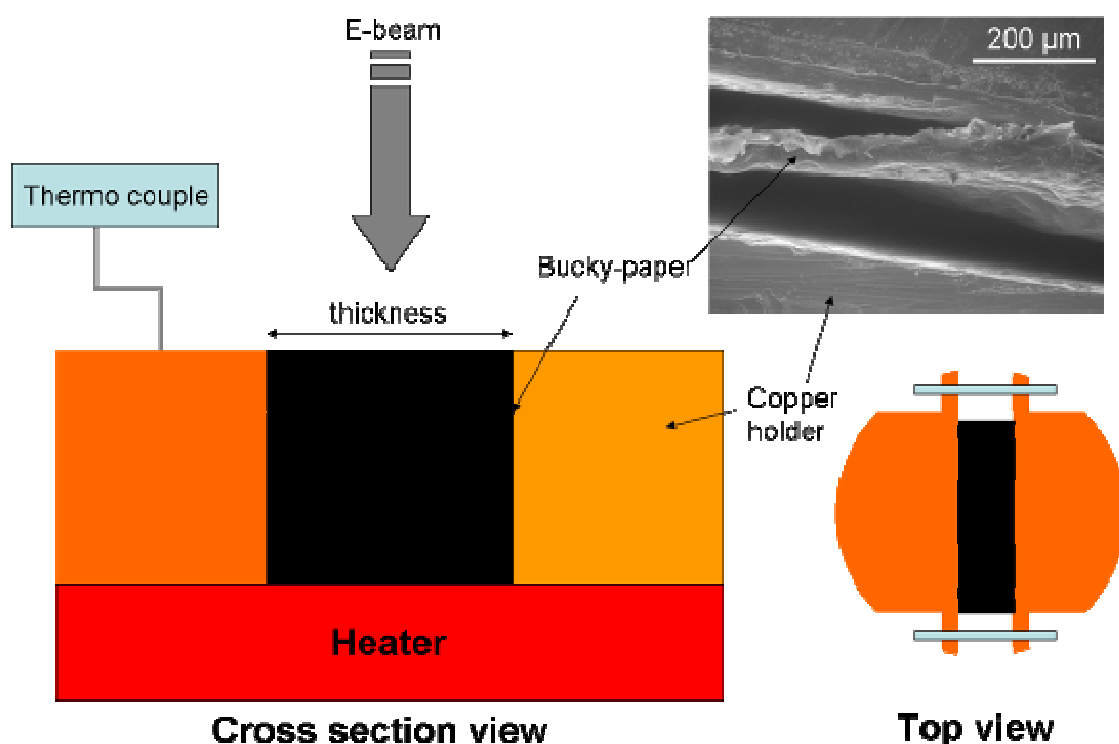 E-beam
200 µm
Thermo couple
Bucky-paper
thickness
Copper
holder
Heater
Cross section view
Top view